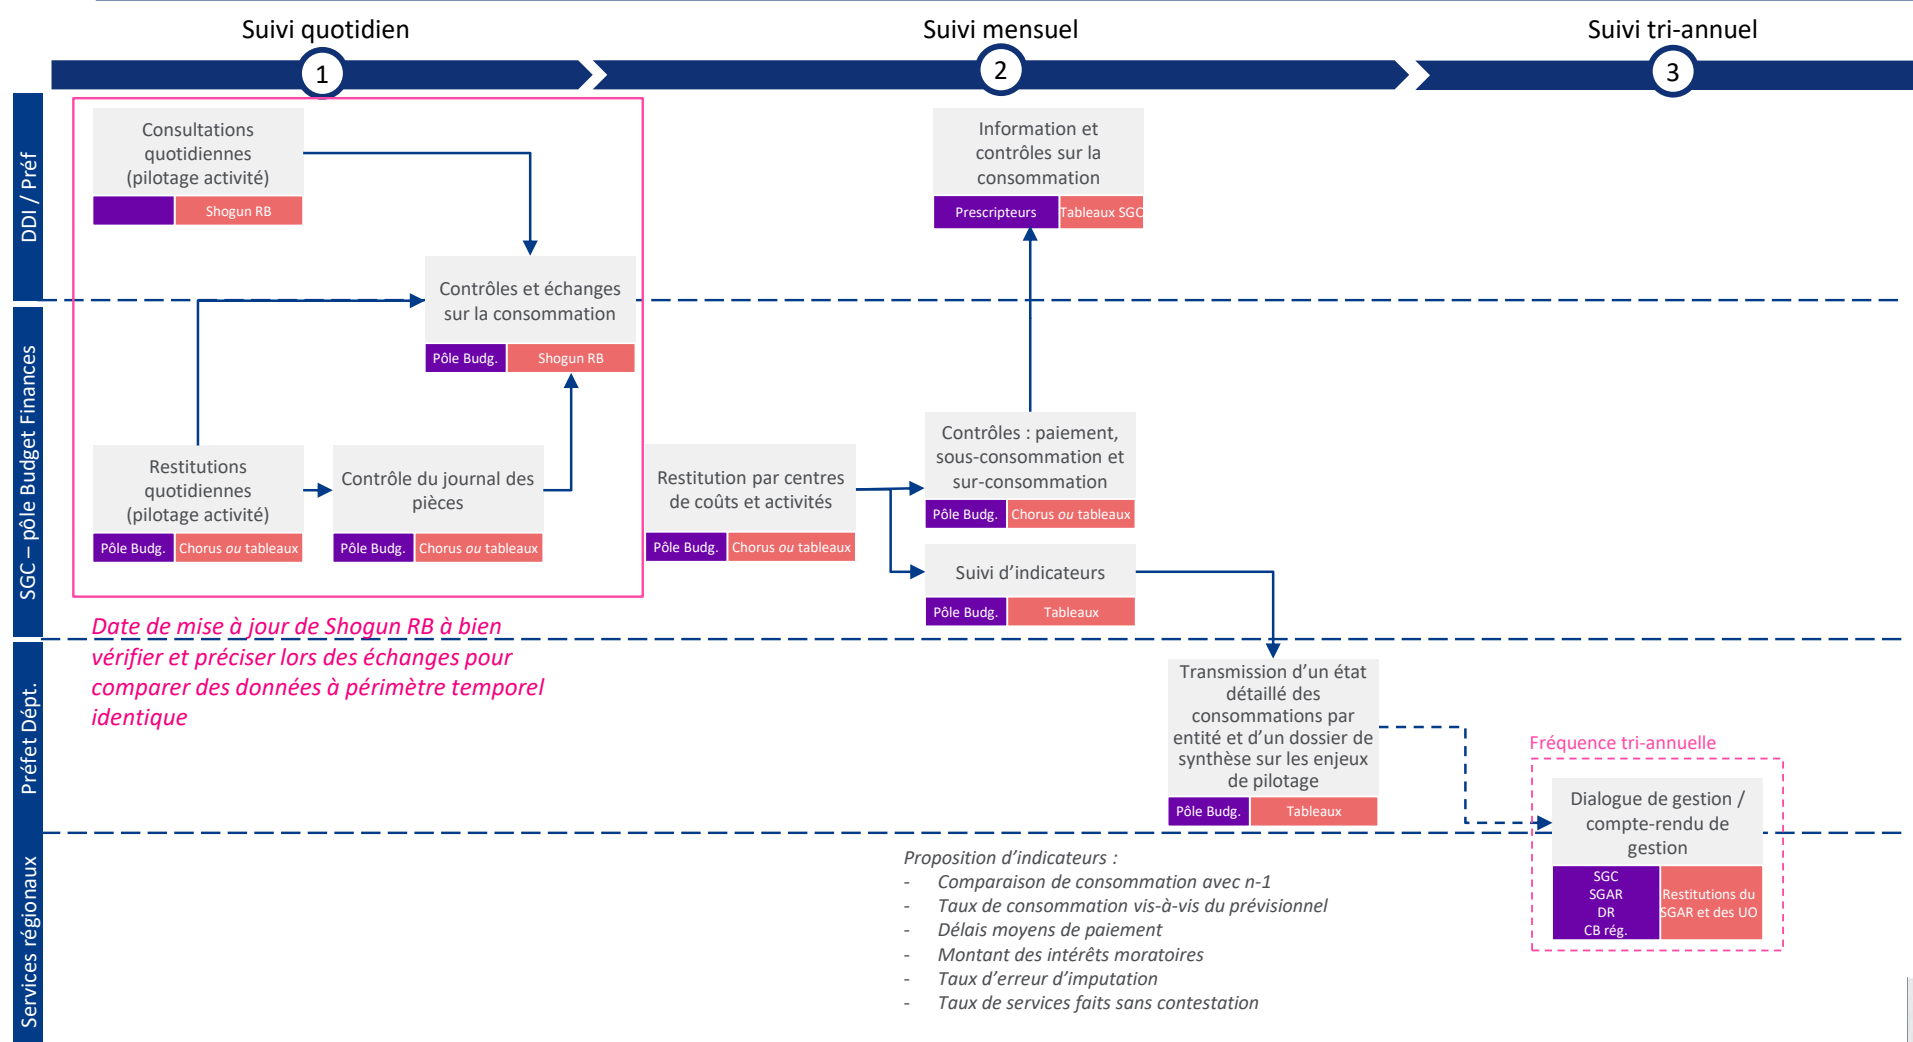 Suivi quotidien
Suivi mensuel
Suivi tri-annuel
1
2
3
DDI / Préf
Consultations
quotidiennes
(pilotage activité)
Shogun RB
Information et
contrôles sur la
consommation
Prescripteurs
Tableaux SGC
Contrôles et échanges
sur la consommation
Pôle Budg.
Shogun RB
SGC – pôle Budget Finances
Restitutions
quotidiennes
(pilotage activité)
Pôle Budg.
Chorus ou tableaux
Contrôle du journal des
pièces
Pôle Budg.
Chorus ou tableaux
Restitution par centres
de coûts et activités
Pôle Budg.
Chorus ou tableaux
Contrôles : paiement,
sous-consommation et
sur-consommation
Pôle Budg.
Chorus ou tableaux
Suivi d’indicateurs
Pôle Budg.
Tableaux
Date de mise à jour de Shogun RB à bien
vérifier et préciser lors des échanges pour
comparer des données à périmètre temporel
identique
Préfet Dépt.
Transmission d’un état
détaillé des
consommations par
entité et d’un dossier de
synthèse sur les enjeux
de pilotage
Pôle Budg.
Tableaux
Fréquence tri-annuelle
Dialogue de gestion /
compte-rendu de
gestion
SGC
SGAR
DR
CB rég.
Restitutions du
SGAR et des UO
Services régionaux
Proposition d’indicateurs :
- Comparaison de consommation avec n-1
- Taux de consommation vis-à-vis du prévisionnel
- Délais moyens de paiement
- Montant des intérêts moratoires
- Taux d’erreur d’imputation
- Taux de services faits sans contestation